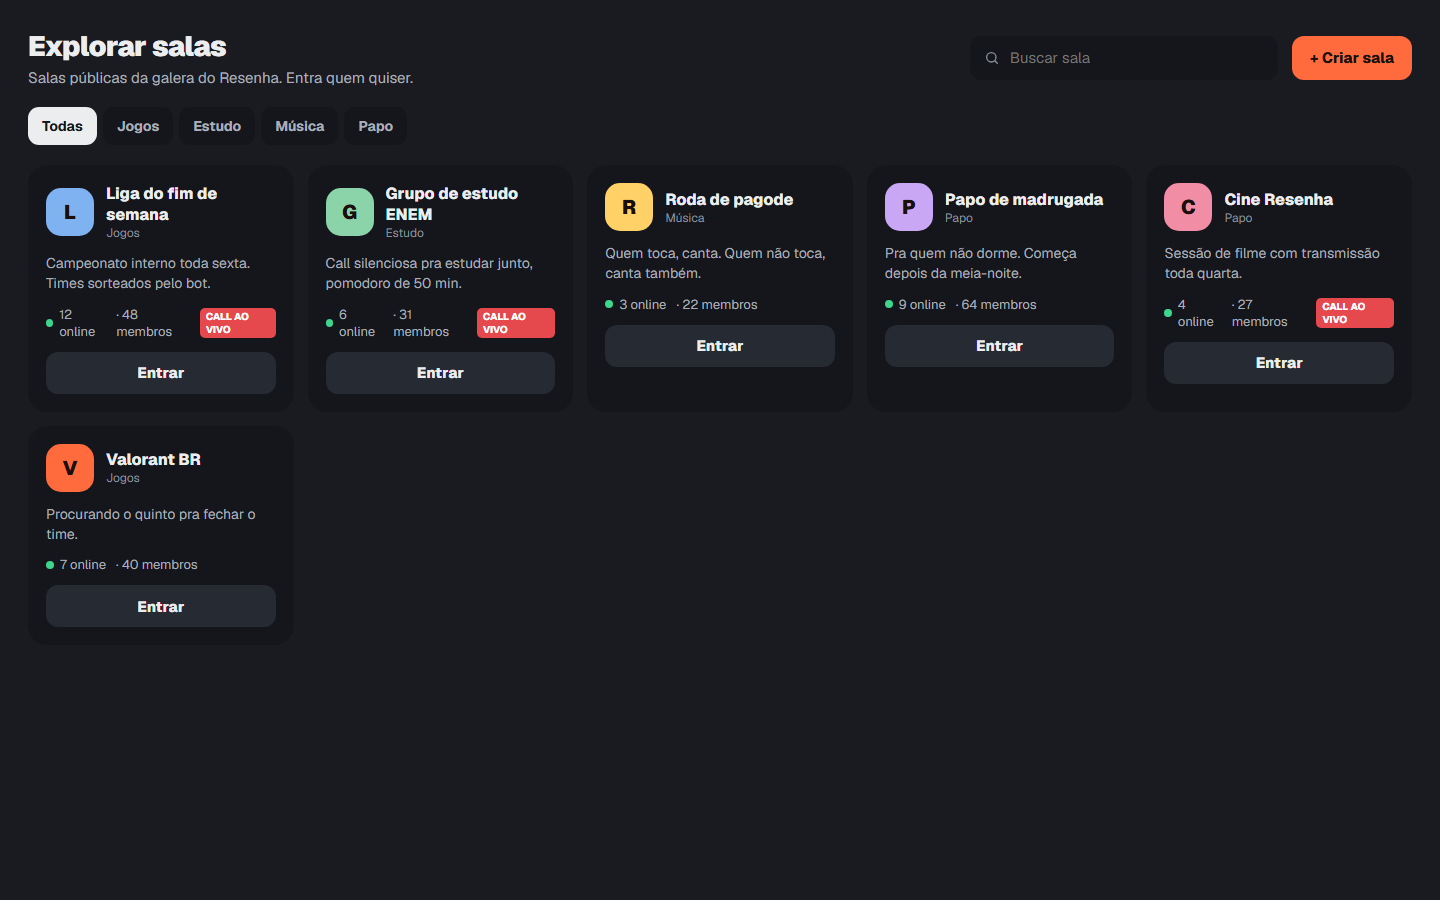 Explorar salas
Salas públicas da galera do Resenha. Entra quem quiser.
Buscar sala
+ Criar sala
Todas
Jogos
Estudo
Música
Papo
L
Liga do fim de
semana
Jogos
Campeonato interno toda sexta.
Times sorteados pelo bot.
12
online
· 48
membros
CALL AO
VIVO
Entrar
G
Grupo de estudo
ENEM
Estudo
Call silenciosa pra estudar junto,
pomodoro de 50 min.
6
online
· 31
membros
CALL AO
VIVO
Entrar
R
Roda de pagode
Música
Quem toca, canta. Quem não toca,
canta também.
3 online · 22 membros
Entrar
P
Papo de madrugada
Papo
Pra quem não dorme. Começa
depois da meia-noite.
9 online · 64 membros
Entrar
C
Cine Resenha
Papo
Sessão de filme com transmissão
toda quarta.
4
online
· 27
membros
CALL AO
VIVO
Entrar
V
Valorant BR
Jogos
Procurando o quinto pra fechar o
time.
7 online · 40 membros
Entrar